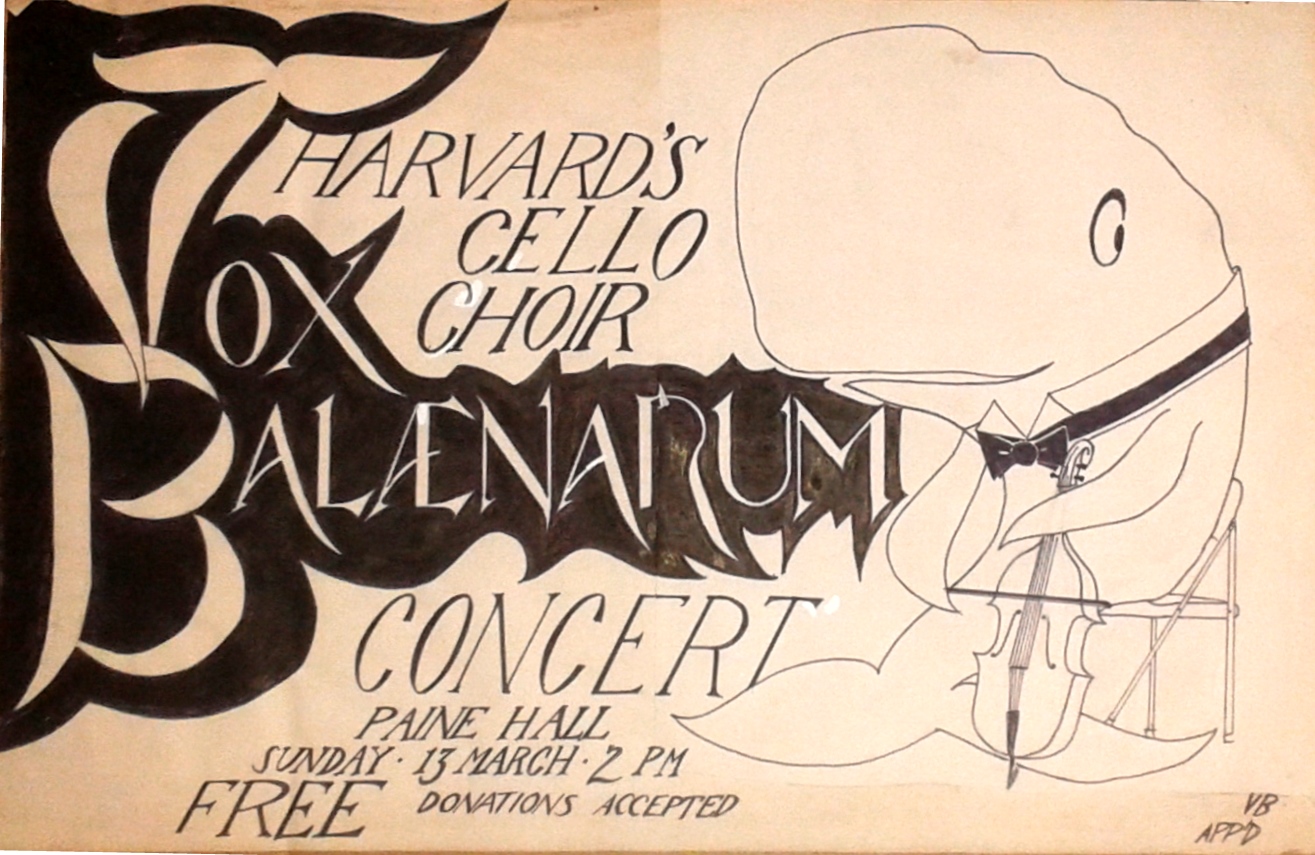 VOX
HARVARD'S
CELLO
CHOIR
BALÆNARUM
CONCERT
PAINE HALL
SUNDAY · 13 MARCH · 2 PM
FREE DONATIONS ACCEPTED
VB
APP'D